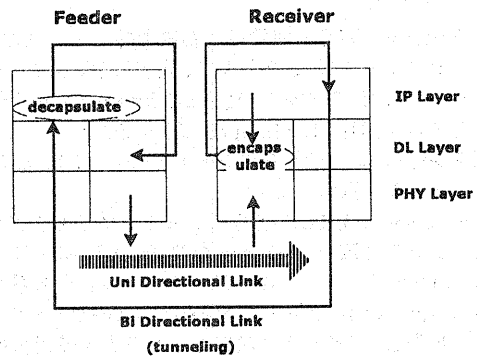 Feeder Receiver
decapsulate
IP Layer
encaps
ulate
DL Layer
PHY Layer
Uni Directional Link
Bi Directional Link
(tunneling)